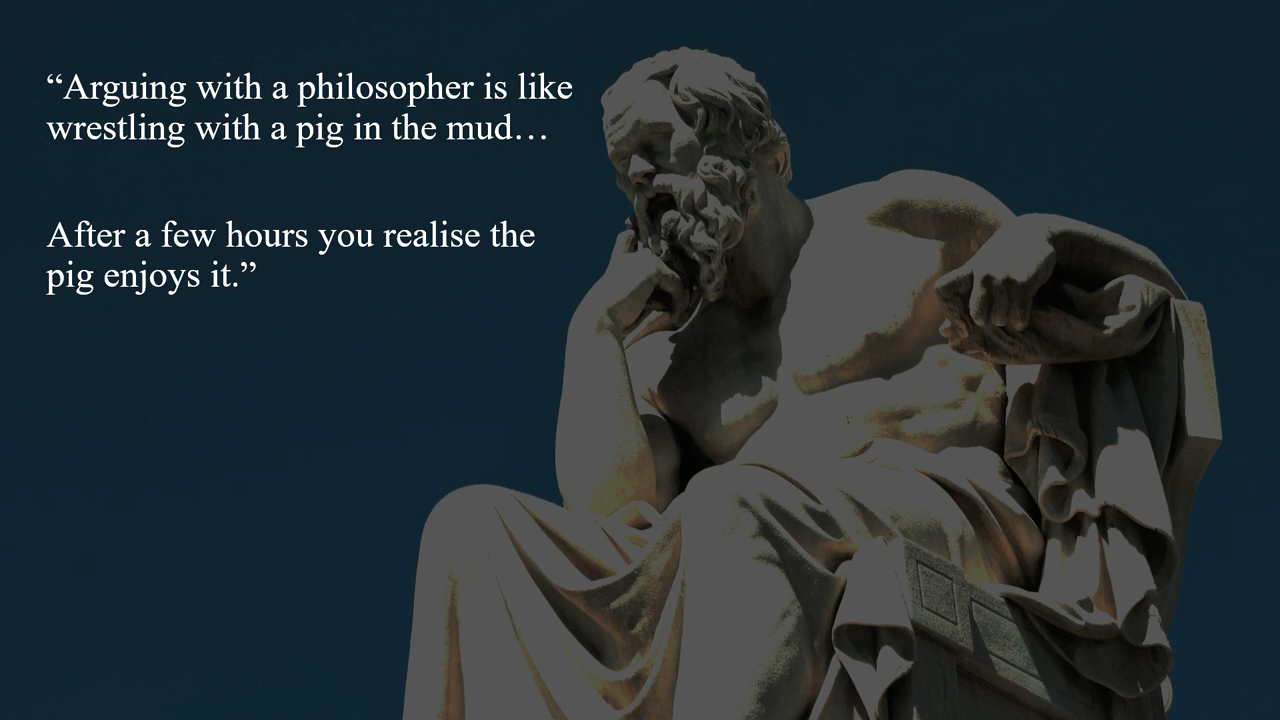 “Arguing with a philosopher is like
wrestling with a pig in the mud…
After a few hours you realise the
pig enjoys it.”